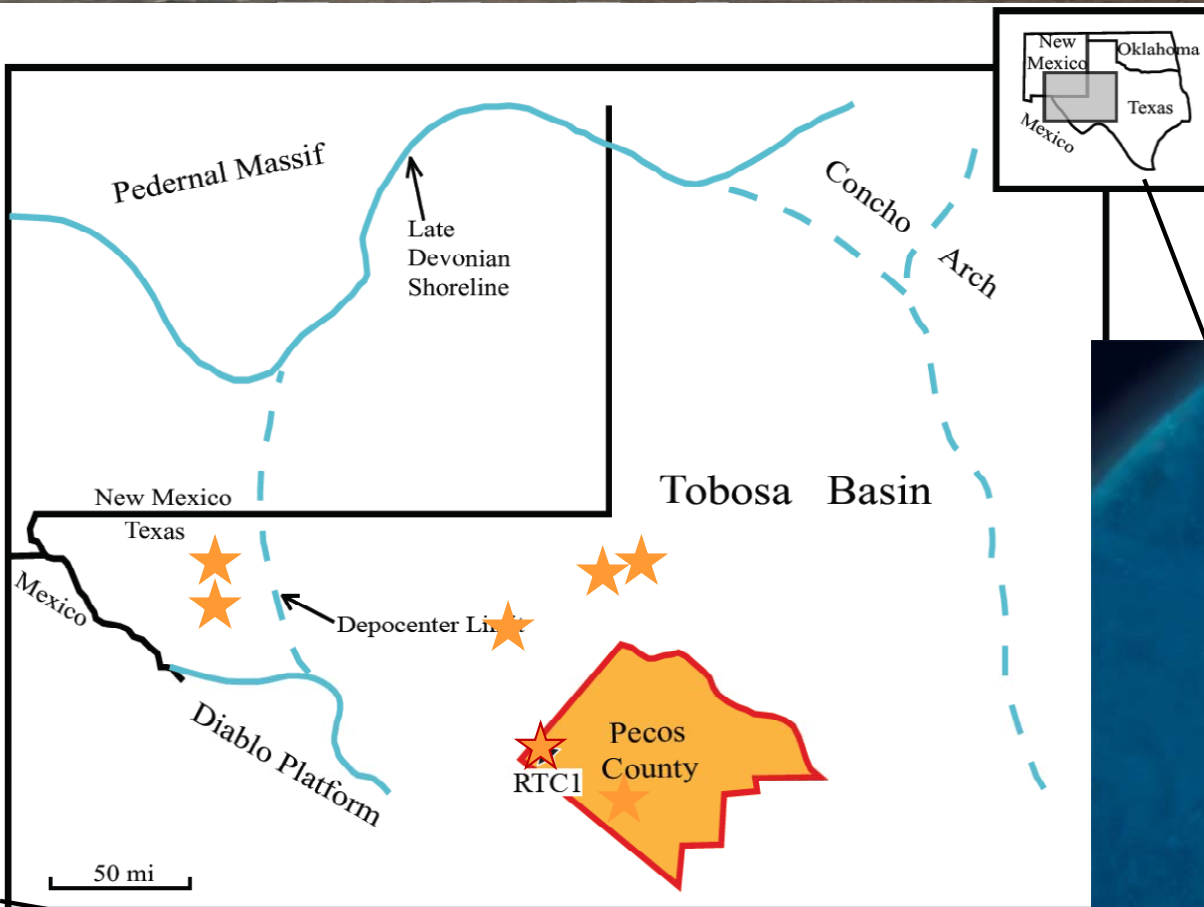 New
Mexico
Oklahoma
Texas
Mexico
Pedernal Massif
Late
Devonian
Shoreline
Concho
Arch
New Mexico
Texas
Mexico
Tobosa Basin
Depocenter Limit
Diablo Platform
Pecos
County
RTC1
50 mi